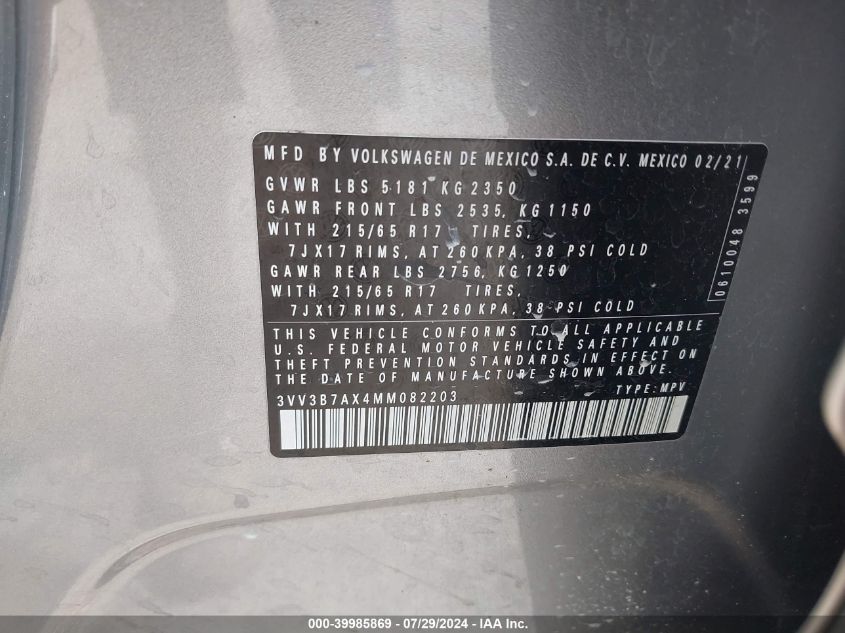 MFD BY VOLKSWAGEN DE MEXICO S.A. DE C.V. MEXICO 02/21
GVWR LBS 5181 KG 2350
GAWR FRONT LBS 2535, KG 1150
WITH 215/65 R17 TIRES,
7JX17 RIMS, AT 260 KPA, 38 PSI COLD
GAWR REAR LBS 2756, KG 1250
WITH 215/65 R17 TIRES,
7JX17 RIMS, AT 260 KPA, 38 PSI COLD
0610048 3599
THIS VEHICLE CONFORMS TO ALL APPLICABLE
U.S. FEDERAL MOTOR VEHICLE SAFETY AND
THEFT PREVENTION STANDARDS IN EFFECT ON
THE DATE OF MANUFACTURE SHOWN ABOVE.
3VV3B7AX4MM082203 TYPE: MPV
000-39985869 - 07/29/2024 - IAA Inc.